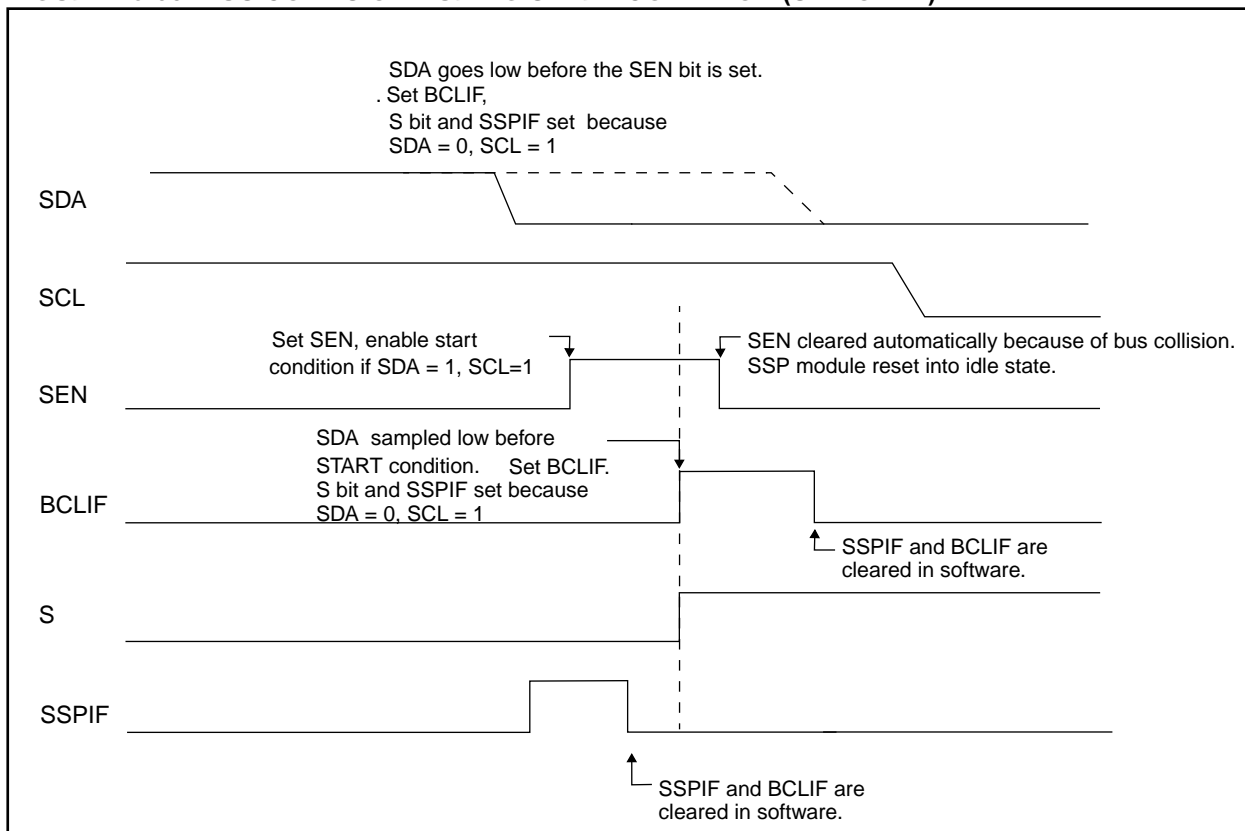 SDA goes low before the SEN bit is set.
. Set BCLIF,
S bit and SSPIF set because
SDA = 0, SCL = 1
SDA
SCL
Set SEN, enable start
condition if SDA = 1, SCL=1
SEN cleared automatically because of bus collision.
SSP module reset into idle state.
SEN
SDA sampled low before
START condition. Set BCLIF.
S bit and SSPIF set because
SDA = 0, SCL = 1
BCLIF
SSPIF and BCLIF are
cleared in software.
S
SSPIF
SSPIF and BCLIF are
cleared in software.